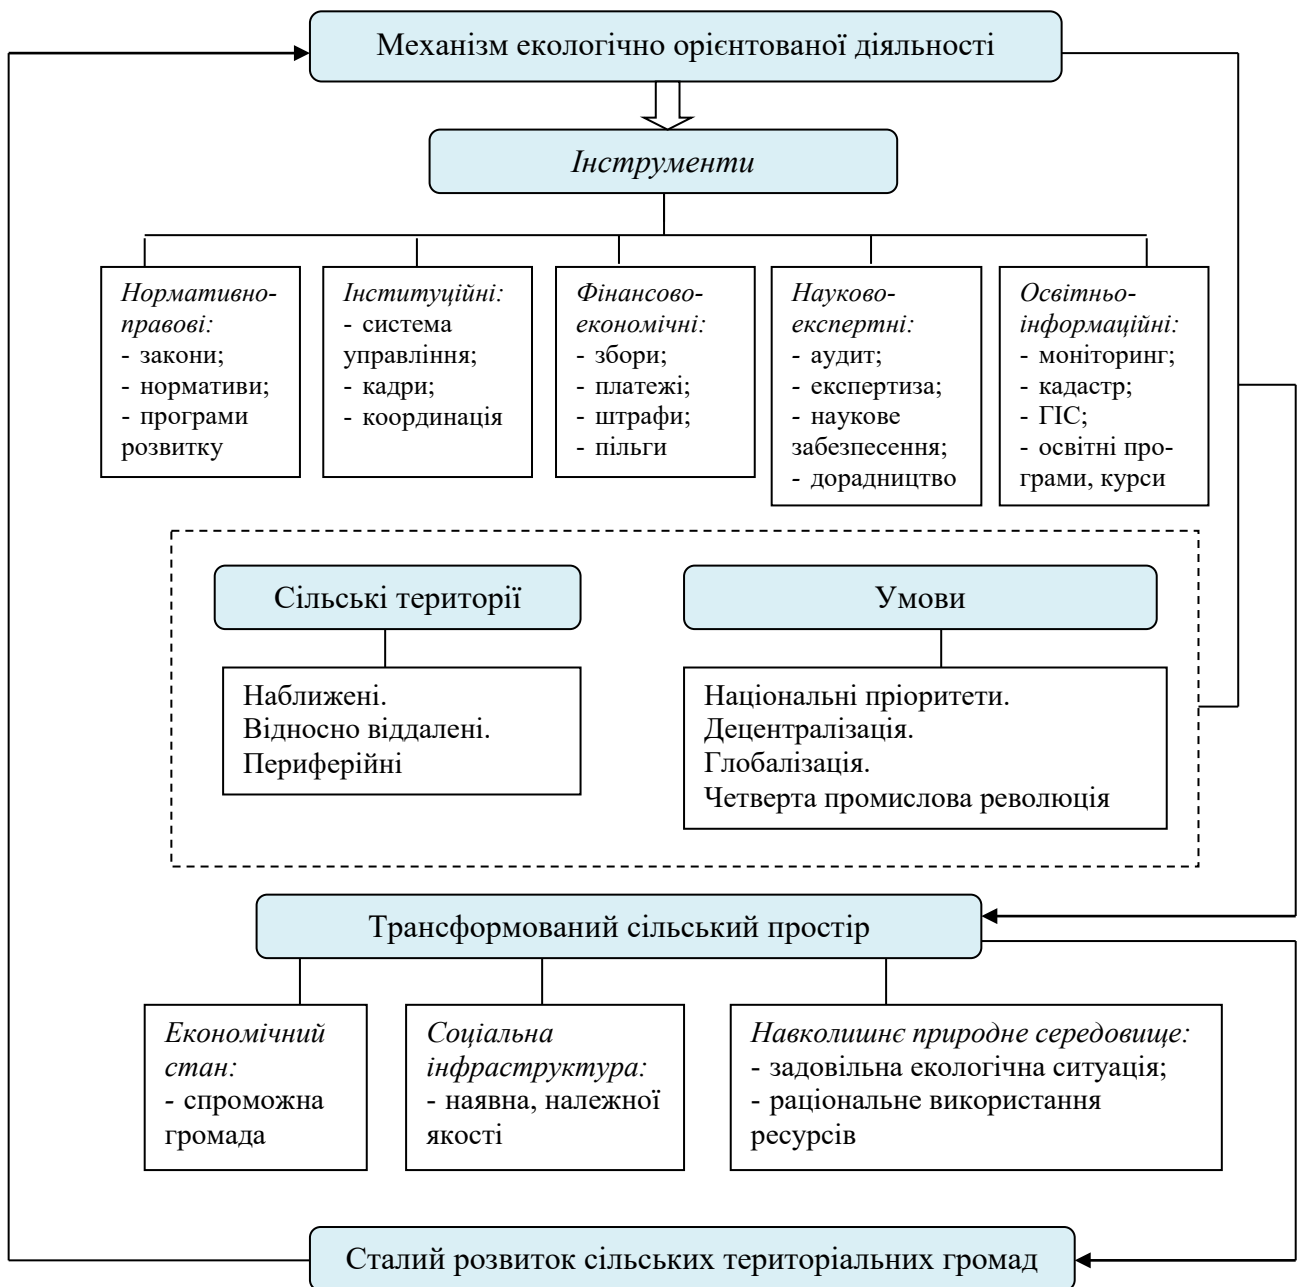 Механізм екологічно орієнтованої діяльності
Інструменти
Нормативно-
правові:
- закони;
- нормативи;
- програми
розвитку
Інституційні:
- система
управління;
- кадри;
- координація
Фінансово-
економічні:
- збори;
- платежі;
- штрафи;
- пільги
Науково-
експертні:
- аудит;
- експертиза;
- наукове
забезпесення;
- дорадництво
Освітньо-
інформаційні:
- моніторинг;
- кадастр;
- ГІС;
- освітні про-
грами, курси
Сільські території
Наближені.
Відносно віддалені.
Периферійні
Умови
Національні пріоритети.
Децентралізація.
Глобалізація.
Четверта промислова революція
Трансформований сільський простір
Економічний
стан:
- спроможна
громада
Соціальна
інфраструктура:
- наявна, належної
якості
Навколишнє природне середовище:
- задовільна екологічна ситуація;
- раціональне використання
ресурсів
Сталий розвиток сільських територіальних громад